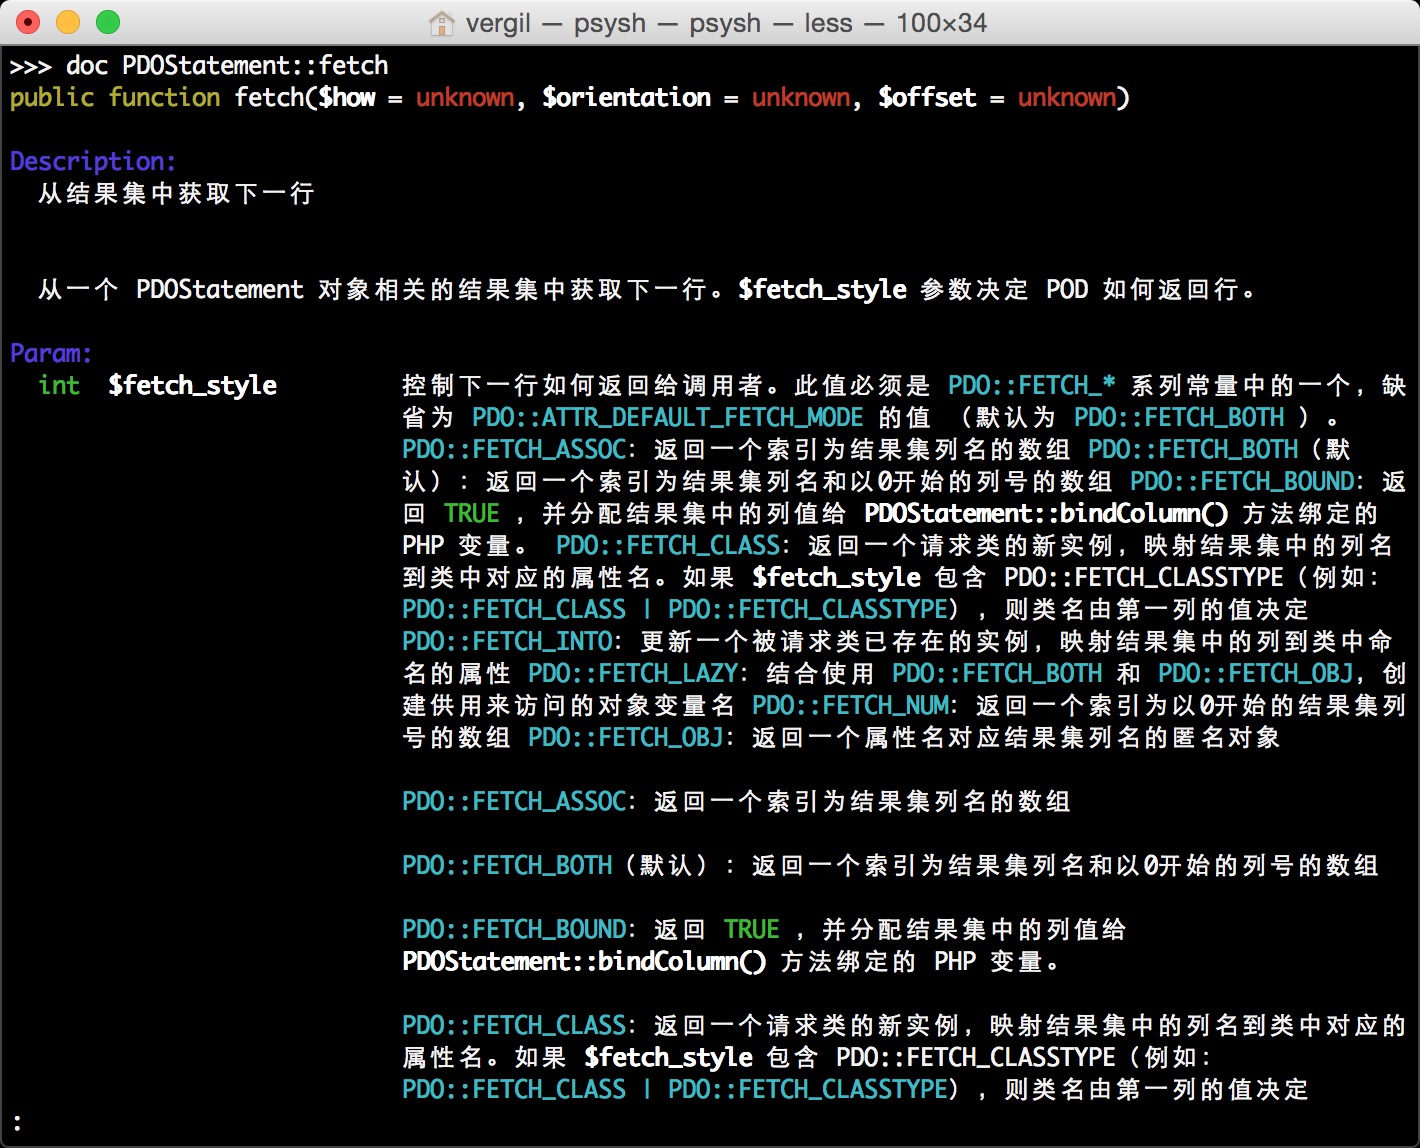 vergil — psysh — psysh — less — 100×34
>>> doc PDOStatement::fetch
public function fetch($how = unknown, $orientation = unknown, $offset = unknown)
Description:
从结果集中获取下一行
从一个 PDOStatement 对象相关的结果集中获取下一行。$fetch_style 参数决定 POD 如何返回行。
Param:
int $fetch_style 控制下一行如何返回给调用者。此值必须是 PDO::FETCH_* 系列常量中的一个，缺
省为 PDO::ATTR_DEFAULT_FETCH_MODE 的值 （默认为 PDO::FETCH_BOTH ）。
PDO::FETCH_ASSOC：返回一个索引为结果集列名的数组 PDO::FETCH_BOTH（默
认）：返回一个索引为结果集列名和以0开始的列号的数组 PDO::FETCH_BOUND：返
回 TRUE ，并分配结果集中的列值给 PDOStatement::bindColumn() 方法绑定的
PHP 变量。 PDO::FETCH_CLASS：返回一个请求类的新实例，映射结果集中的列名
到类中对应的属性名。如果 $fetch_style 包含 PDO::FETCH_CLASSTYPE（例如：
PDO::FETCH_CLASS | PDO::FETCH_CLASSTYPE），则类名由第一列的值决定
PDO::FETCH_INTO：更新一个被请求类已存在的实例，映射结果集中的列到类中命
名的属性 PDO::FETCH_LAZY：结合使用 PDO::FETCH_BOTH 和 PDO::FETCH_OBJ，创
建供用来访问的对象变量名 PDO::FETCH_NUM：返回一个索引为以0开始的结果集列
号的数组 PDO::FETCH_OBJ：返回一个属性名对应结果集列名的匿名对象
PDO::FETCH_ASSOC：返回一个索引为结果集列名的数组
PDO::FETCH_BOTH（默认）：返回一个索引为结果集列名和以0开始的列号的数组
PDO::FETCH_BOUND：返回 TRUE ，并分配结果集中的列值给
PDOStatement::bindColumn() 方法绑定的 PHP 变量。
PDO::FETCH_CLASS：返回一个请求类的新实例，映射结果集中的列名到类中对应的
属性名。如果 $fetch_style 包含 PDO::FETCH_CLASSTYPE（例如：
PDO::FETCH_CLASS | PDO::FETCH_CLASSTYPE），则类名由第一列的值决定
: